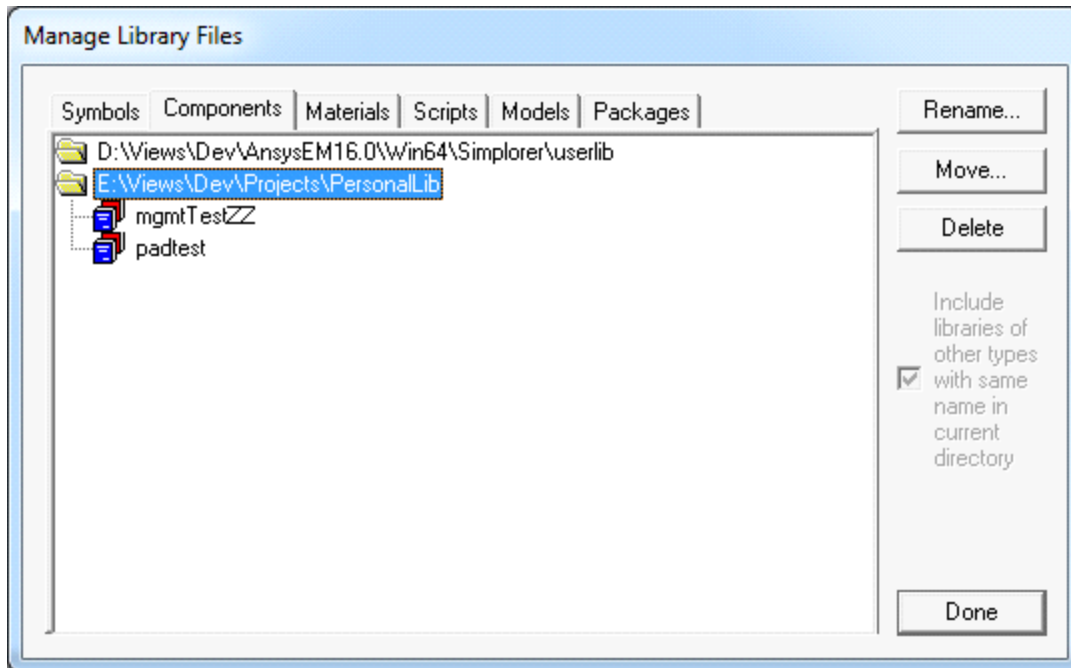 Manage Library Files
Symbols Components Materials Scripts Models Packages
D:\Views\Dev\AnsysEM16.0\Win64\Simplorer\userlib
E:\Views\Dev\Projects\PersonalLib
mgmtTestZZ
padtest
Rename...
Move...
Delete
Include
libraries of
other types
with same
name in
current
directory
Done